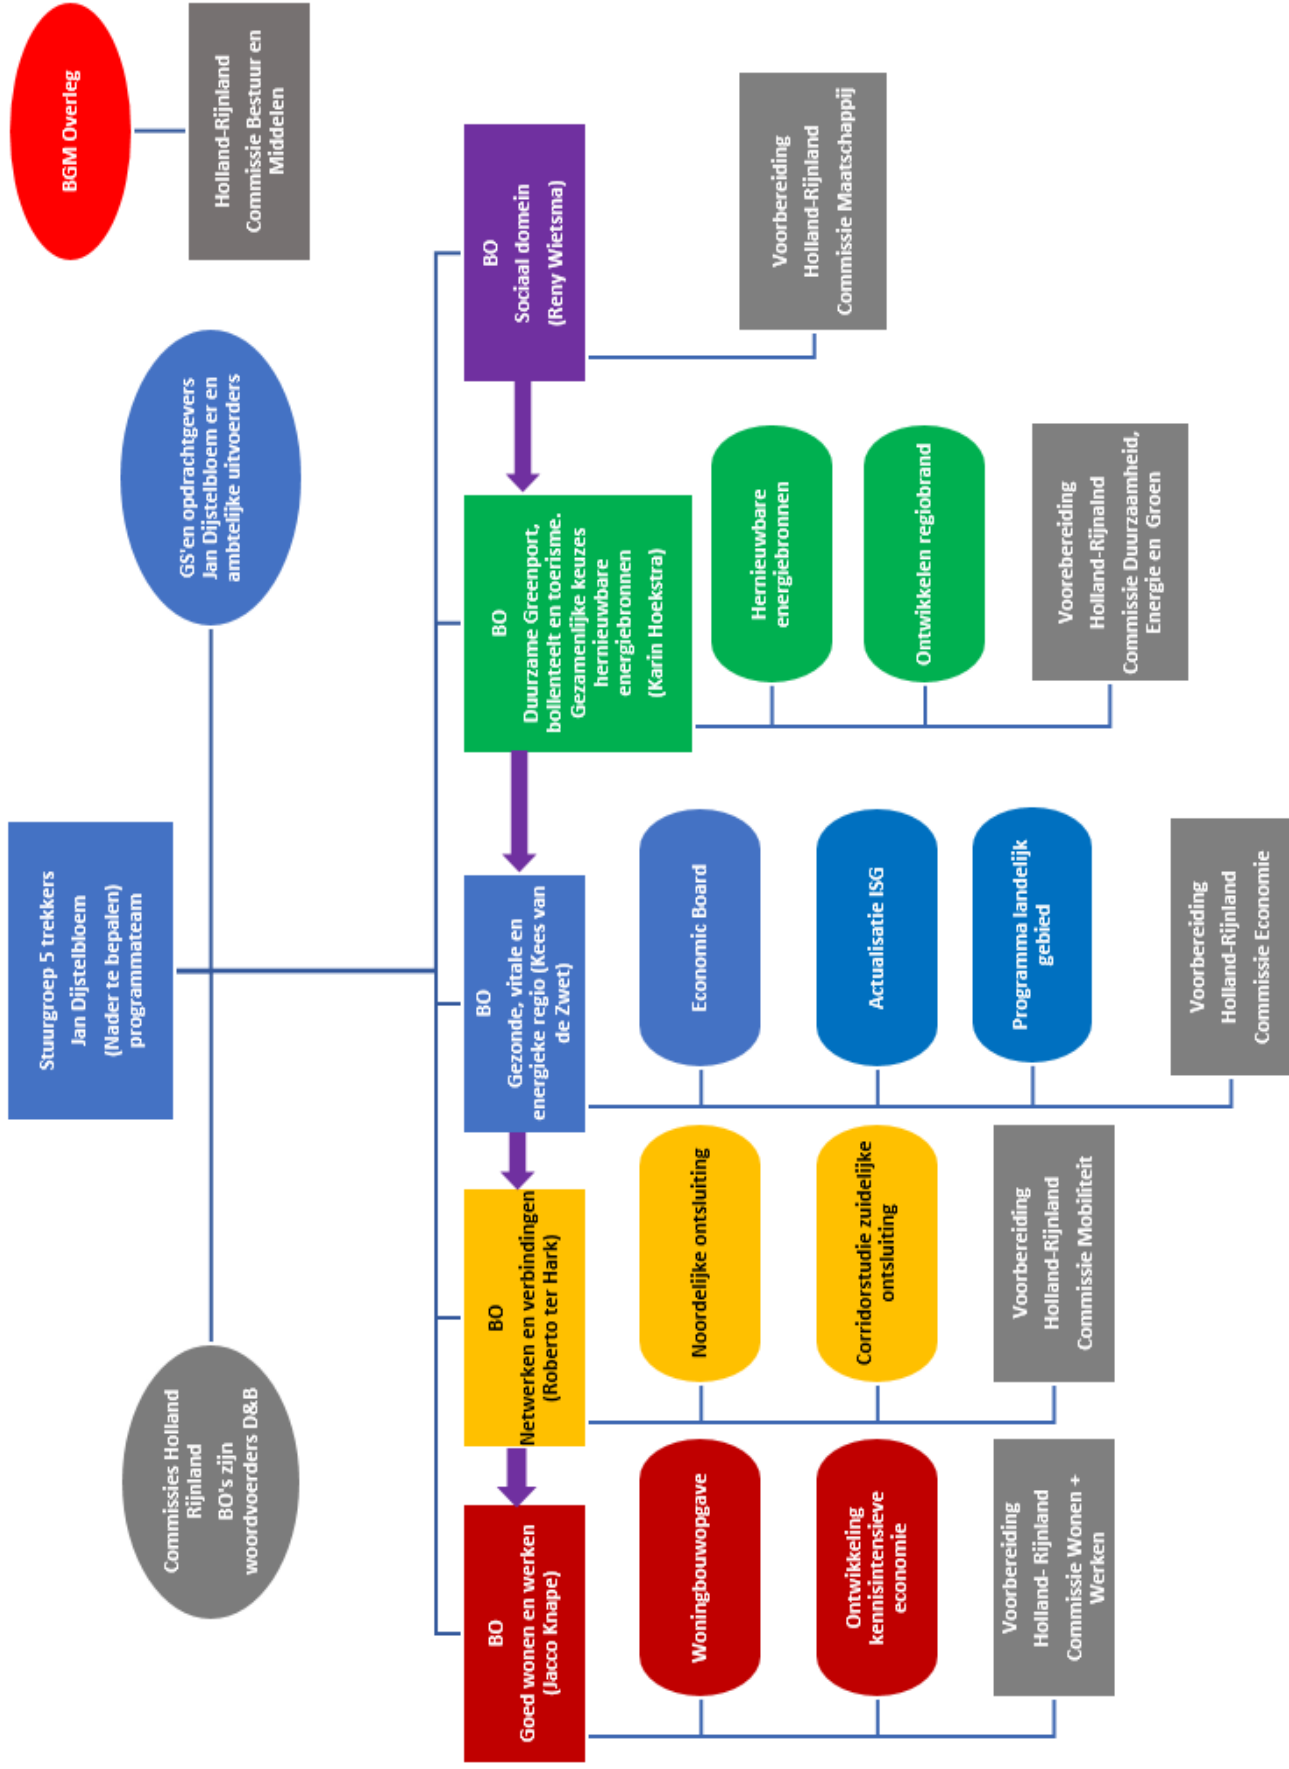 Stuurgroep 5 trekkers
Jan Dijstelbloem
(Nader te bepalen)
programmateam
BGM Overleg
Holland-Rijnland
Commissie Bestuur en
Middelen
Commissies Holland
Rijnland
BO's zijn
woordvoerders D&B
GS'en opdrachtgevers
Jan Dijstelbloem er en
ambtelijke uitvoerders
BO
Goed wonen en werken
(Jacco Knape)
Woningbouwopgave
Ontwikkeling
kennisintensieve
economie
Voorbereiding
Holland- Rijnland
Commissie Wonen +
Werken
BO
Netwerken en verbindingen
(Roberto ter Hark)
Noordelijke ontsluiting
Corridorstudie zuidelijke
ontsluiting
Voorbereiding
Holland-Rijnland
Commissie Mobiliteit
BO
Gezonde, vitale en
energieke regio (Kees van
de Zwet)
Economic Board
Actualisatie ISG
Programma landelijk
gebied
Voorbereiding
Holland-Rijnland
Commissie Economie
BO
Duurzame Greenport,
bollenteelt en toerisme.
Gezamenlijke keuzes
hernieuwbare
energiebronnen
(Karin Hoekstra)
Hernieuwbare
energiebronnen
Ontwikkelen regiobrand
Voorebereiding
Holland-Rijnalnd
Commissie Duurzaamheid,
Energie en Groen
BO
Sociaal domein
(Reny Wietsma)
Voorbereiding
Holland-Rijnland
Commissie Maatschappij